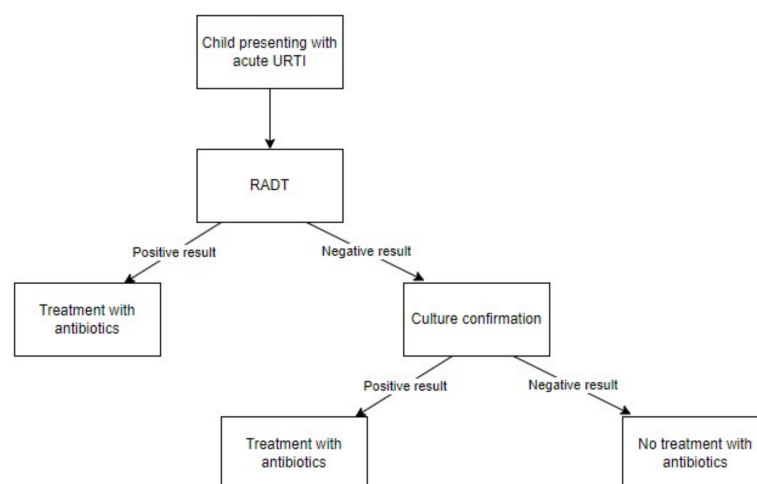 Child presenting with
acute URTI
RADT
Positive result
Negative result
Treatment with
antibiotics
Culture confirmation
Positive result
Negative result
Treatment with
antibiotics
No treatment with
antibiotics